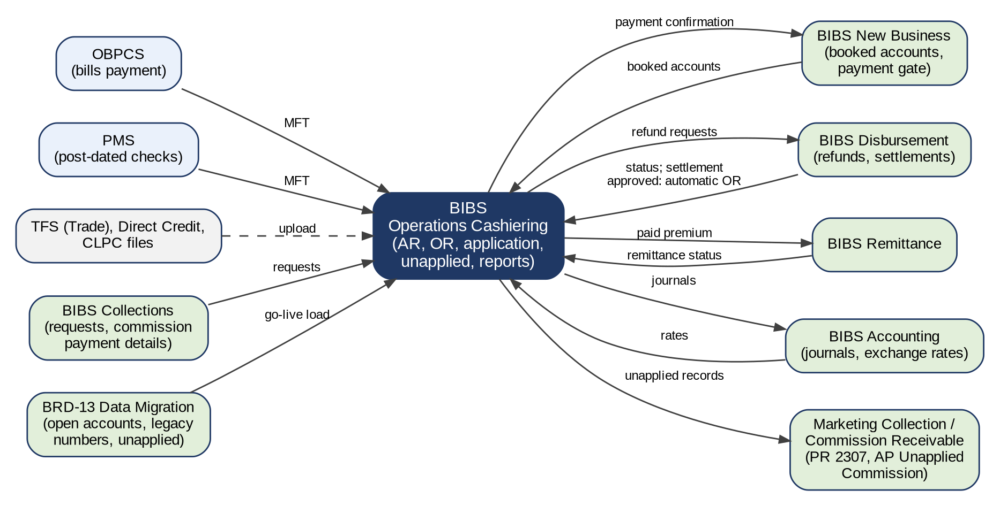 OBPCS
(bills payment)
PMS
(post-dated checks)
TFS (Trade), Direct Credit,
CLPC files
BIBS Collections
(requests, commission
payment details)
BRD-13 Data Migration
(open accounts, legacy
numbers, unapplied)
MFT
MFT
upload
requests
go-live load
BIBS
Operations Cashiering
(AR, OR, application,
unapplied, reports)
payment confirmation
booked accounts
refund requests
status; settlement
approved: automatic OR
paid premium
remittance status
journals
rates
unapplied records
BIBS New Business
(booked accounts,
payment gate)
BIBS Disbursement
(refunds, settlements)
BIBS Remittance
BIBS Accounting
(journals, exchange rates)
Marketing Collection /
Commission Receivable
(PR 2307, AP Unapplied
Commission)